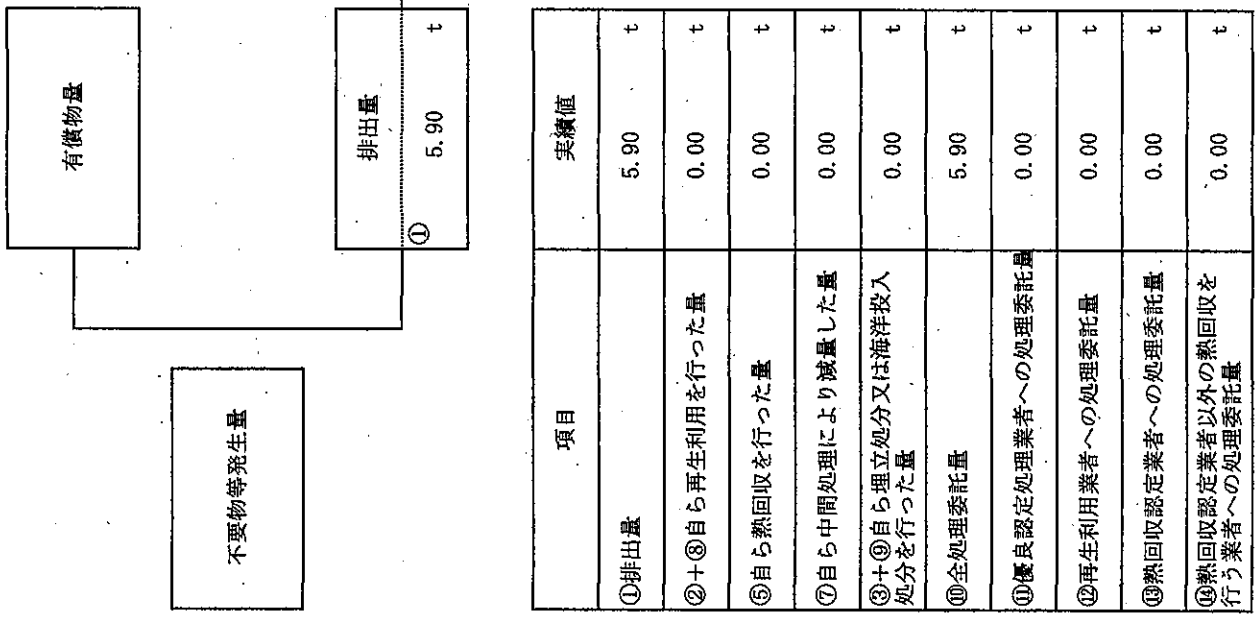 不要物等発生量
有償物量
排出量
① 5.90 t
項目 実績値
①排出量 5.90 t
②+⑧自ら再生利用を行った量 0.00 t
⑤自ら熱回収を行った量 0.00 t
⑦自ら中間処理により減量した量 0.00 t
③+⑨自ら埋立処分又は海洋投入
処分を行った量 0.00 t
⑩全処理委託量 5.90 t
⑪優良認定処理業者への処理委託量 0.00 t
⑫再生利用業者への処理委託量 0.00 t
⑬熱回収認定業者への処理委託量 0.00 t
⑭熱回収認定業者以外の熱回収を
行う業者への処理委託量 0.00 t